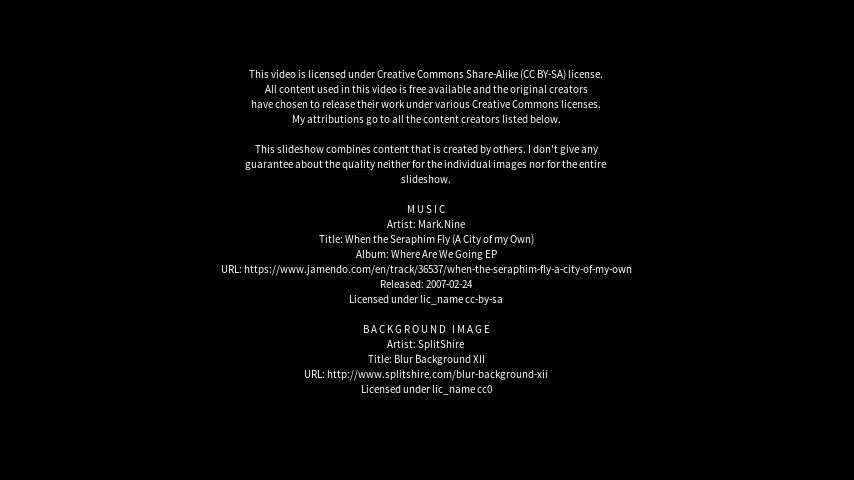 This video is licensed under Creative Commons Share-Alike (CC BY-SA) license.
All content used in this video is free available and the original creators
have chosen to release their work under various Creative Commons licenses.
My attributions go to all the content creators listed below.
This slideshow combines content that is created by others. I don't give any
guarantee about the quality neither for the individual images nor for the entire
slideshow.
MUSIC
Artist: Mark.Nine
Title: When the Seraphim Fly (A City of my Own)
Album: Where Are We Going EP
URL: https://www.jamendo.com/en/track/36537/when-the-seraphim-fly-a-city-of-my-own
Released: 2007-02-24
Licensed under lic_name cc-by-sa
BACKGROUND IMAGE
Artist: SplitShire
Title: Blur Background XII
URL: http://www.splitshire.com/blur-background-xii
Licensed under lic_name cc0